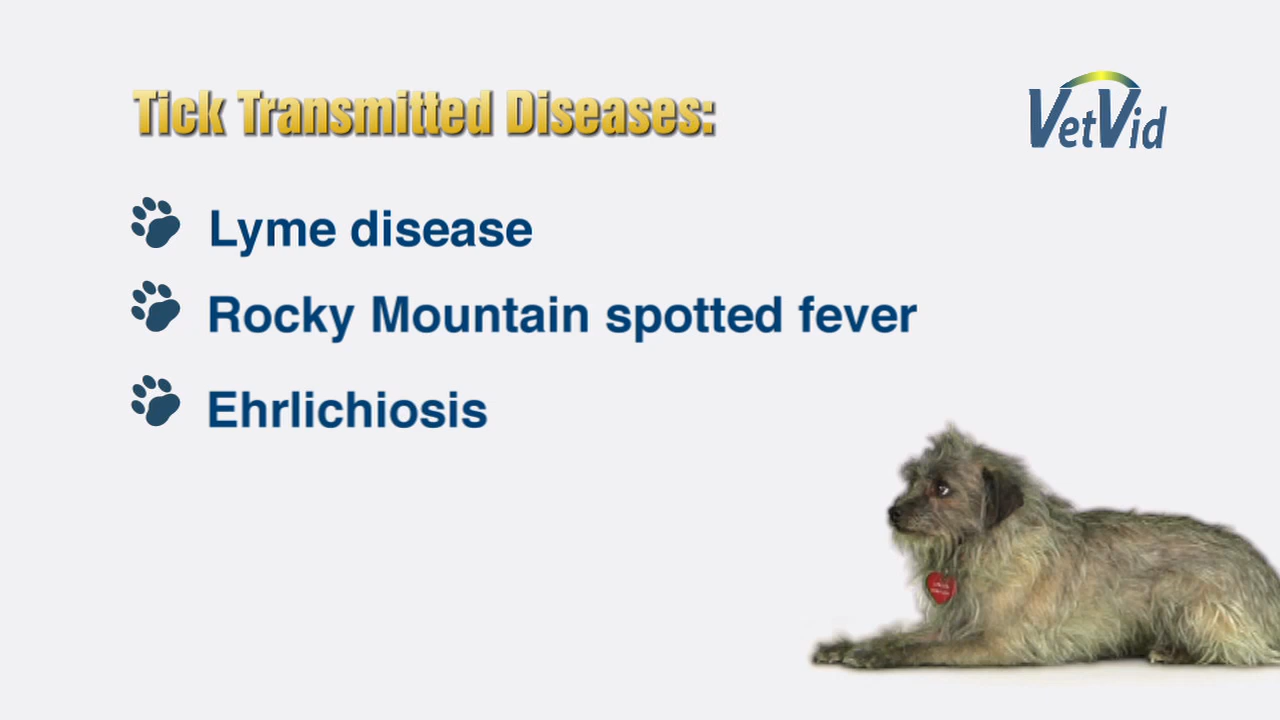 Tick Transmitted Diseases:
VetVid
Lyme disease
Rocky Mountain spotted fever
Ehrlichiosis